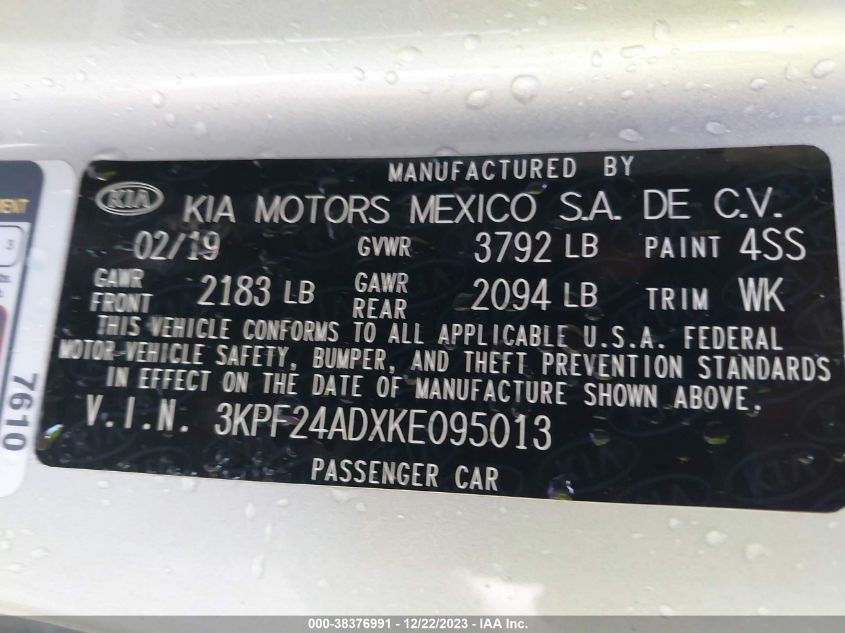 MANUFACTURED BY
KIA KIA MOTORS MEXICO S.A. DE C.V.
02/19 GVWR 3792 LB PAINT 4SS
GAWR FRONT 2183 LB GAWR REAR 2094 LB TRIM WK
THIS VEHICLE CONFORMS TO ALL APPLICABLE U.S.A. FEDERAL
MOTOR-VEHICLE SAFETY, BUMPER, AND THEFT PREVENTION STANDARDS
IN EFFECT ON THE DATE OF MANUFACTURE SHOWN ABOVE.
V.I.N. 3KPF24ADXKE095013
PASSENGER CAR
3
7610
000-38376991 - 12/22/2023 - IAA Inc.